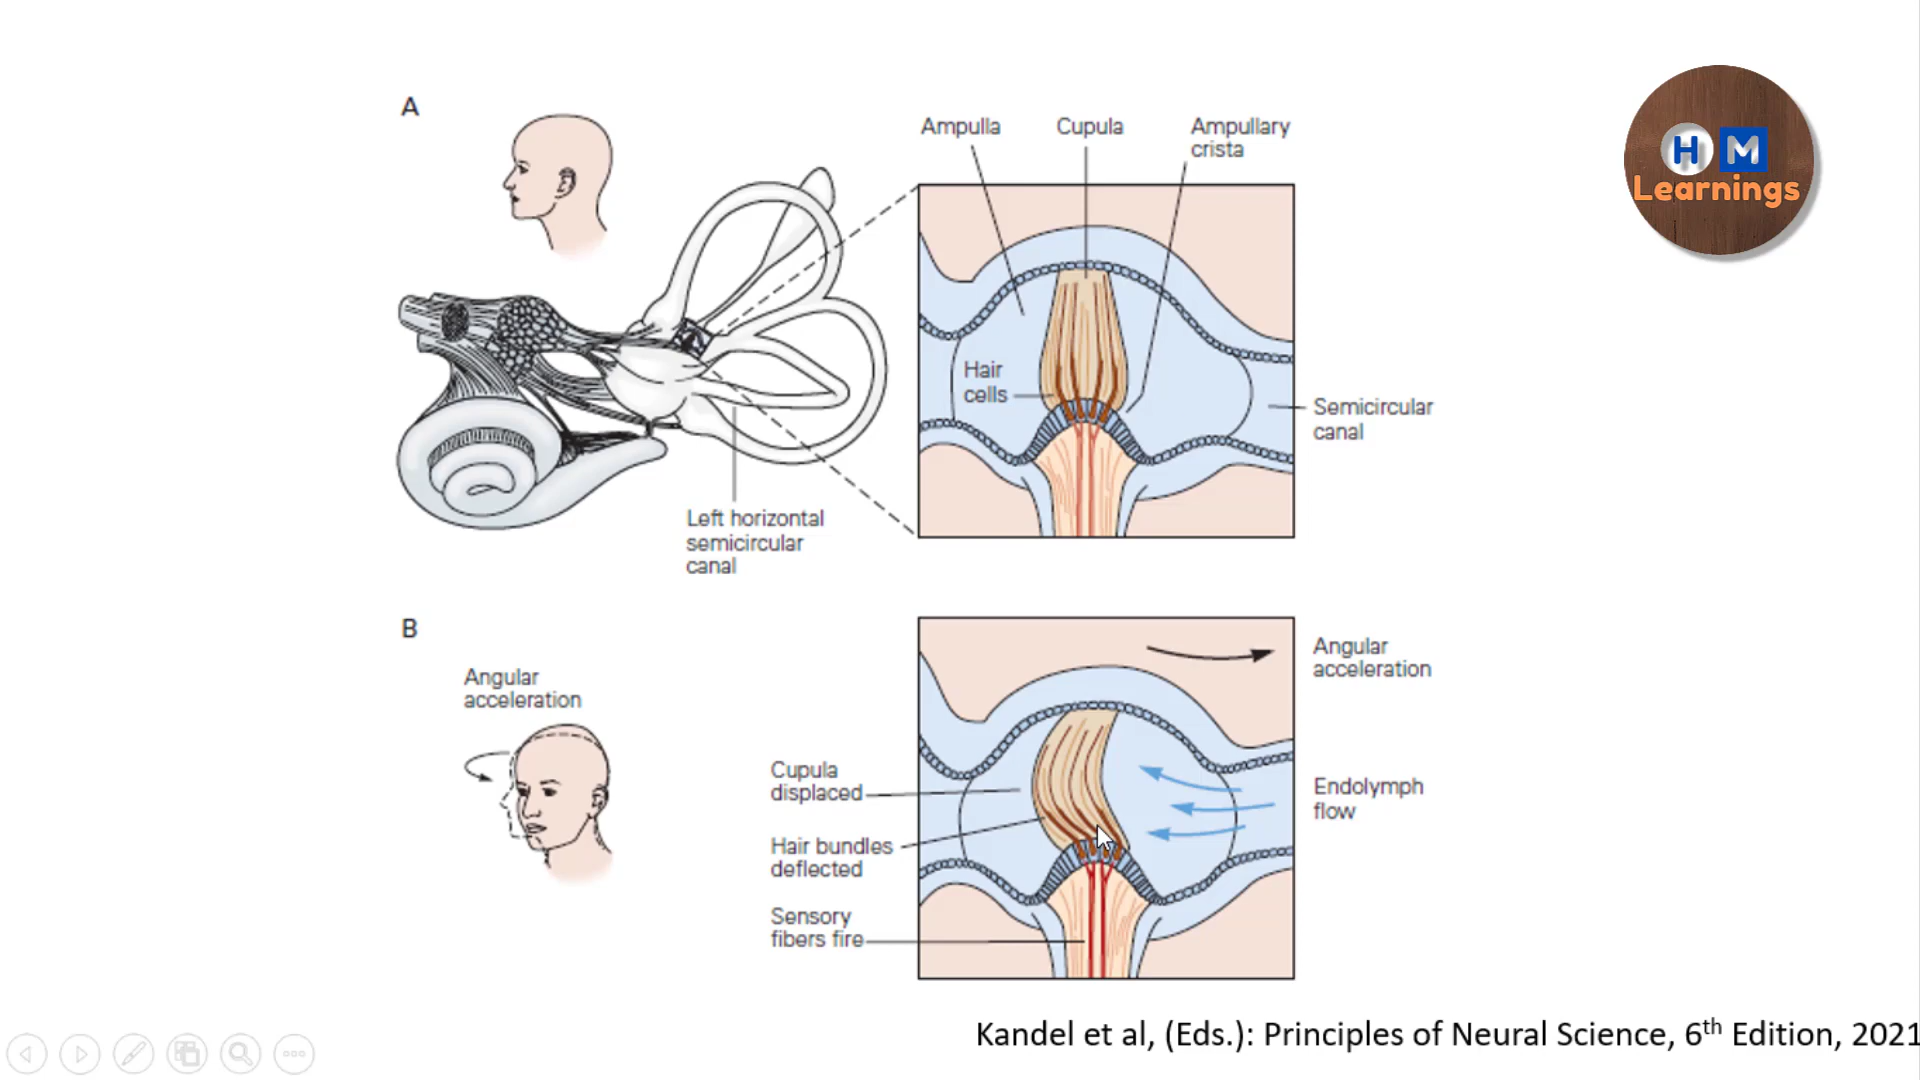 A
Ampulla
Cupula
Ampullary
crista
H M
Learnings
Hair
cells
Semicircular
canal
Left horizontal
semicircular
canal
B
Angular
acceleration
Angular
acceleration
Cupula
displaced
Endolymph
flow
Hair bundles
deflected
Sensory
fibers fire
Kandel et al, (Eds.): Principles of Neural Science, 6th Edition, 2021